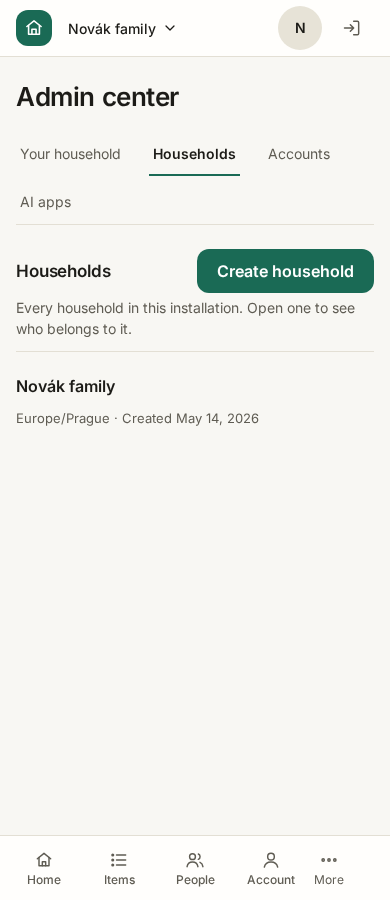 Novák family
N
Admin center
Your household
Households
Accounts
AI apps
Households
Create household
Every household in this installation. Open one to see
who belongs to it.
Novák family
Europe/Prague · Created May 14, 2026
Home
Items
People
Account
More